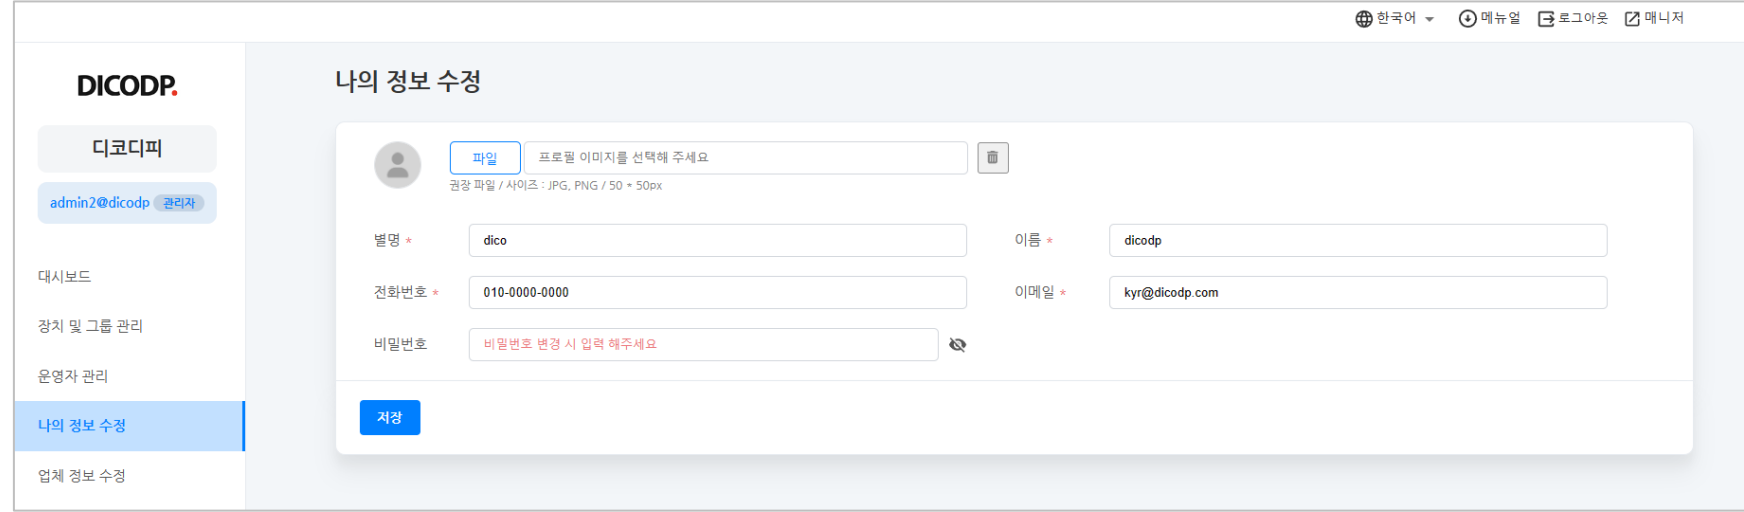 한국어 메뉴얼 로그아웃 매니저
DICODP.
디코디피
admin2@dicodp 관리자
대시보드
장치 및 그룹 관리
운영자 관리
나의 정보 수정
업체 정보 수정
나의 정보 수정
파일 프로필 이미지를 선택해 주세요
권장 파일 / 사이즈 : JPG, PNG / 50 * 50px
별명 * dico 이름 * dicodp
전화번호 * 010-0000-0000 이메일 * kyr@dicodp.com
비밀번호 비밀번호 변경 시 입력 해주세요
저장